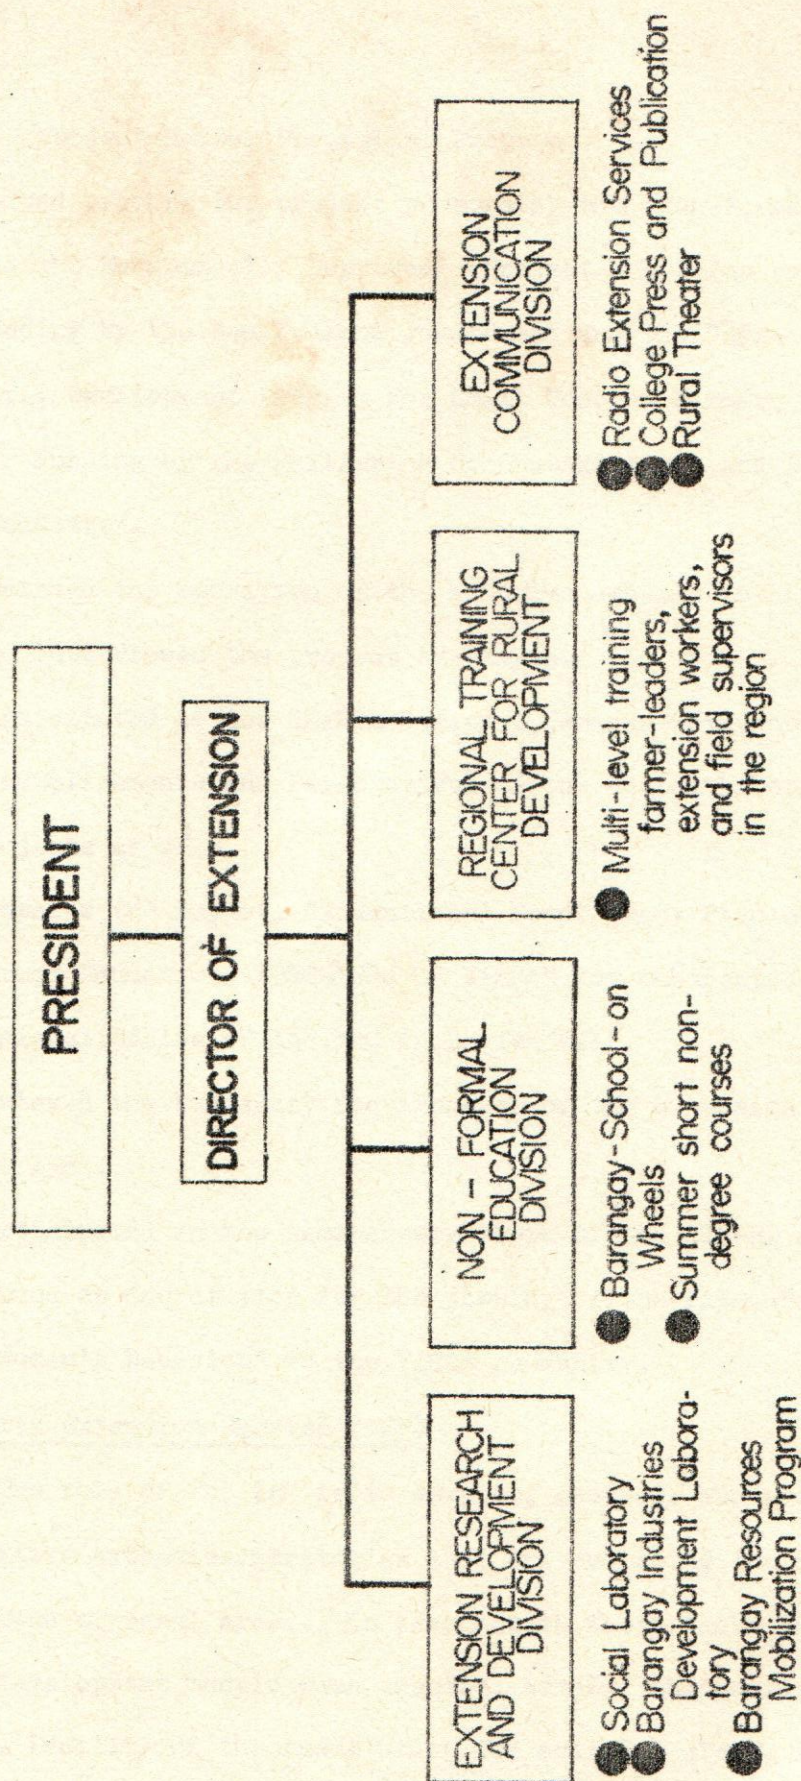 PRESIDENT
DIRECTOR OF EXTENSION
EXTENSION RESEARCH
AND DEVELOPMENT
DIVISION
Social Laboratory
Barangay Industries
Development Labora-
tory
Barangay Resources
Mobilization Program
NON - FORMAL
EDUCATION
DIVISION
Barangay-School-on
Wheels
Summer short non-
degree courses
REGIONAL TRAINING
CENTER FOR RURAL
DEVELOPMENT
Multi-level training
farmer-leaders,
extension workers,
and field supervisors
in the region
EXTENSION
COMMUNICATION
DIVISION
Radio Extension Services
College Press and Publication
Rural Theater